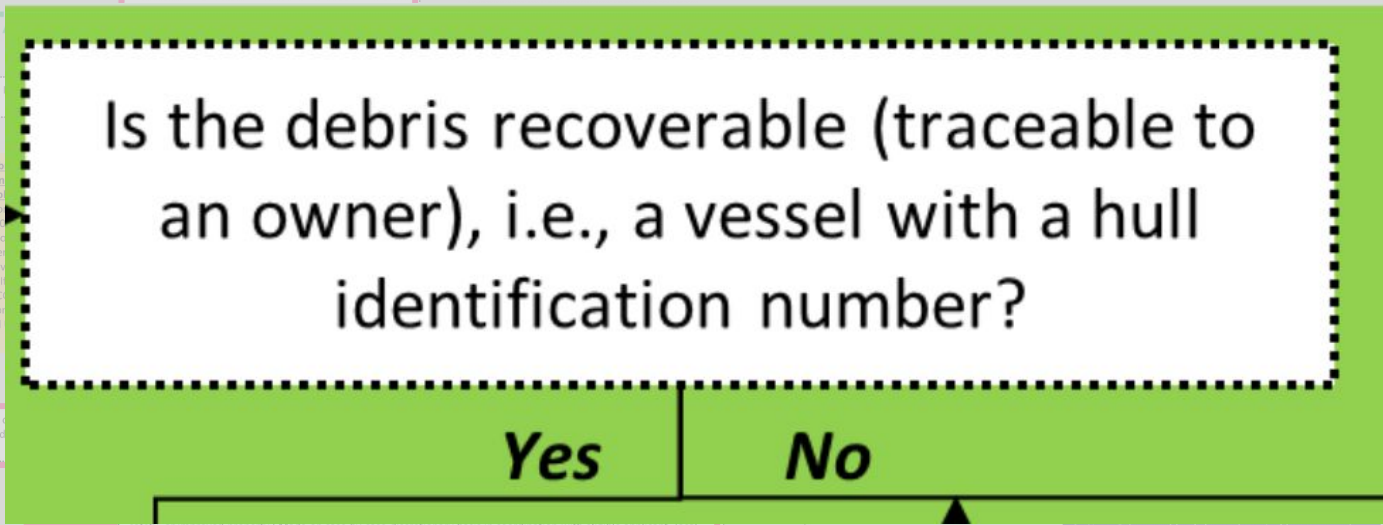 Is the debris recoverable (traceable to
an owner), i.e., a vessel with a hull
identification number?
Yes No